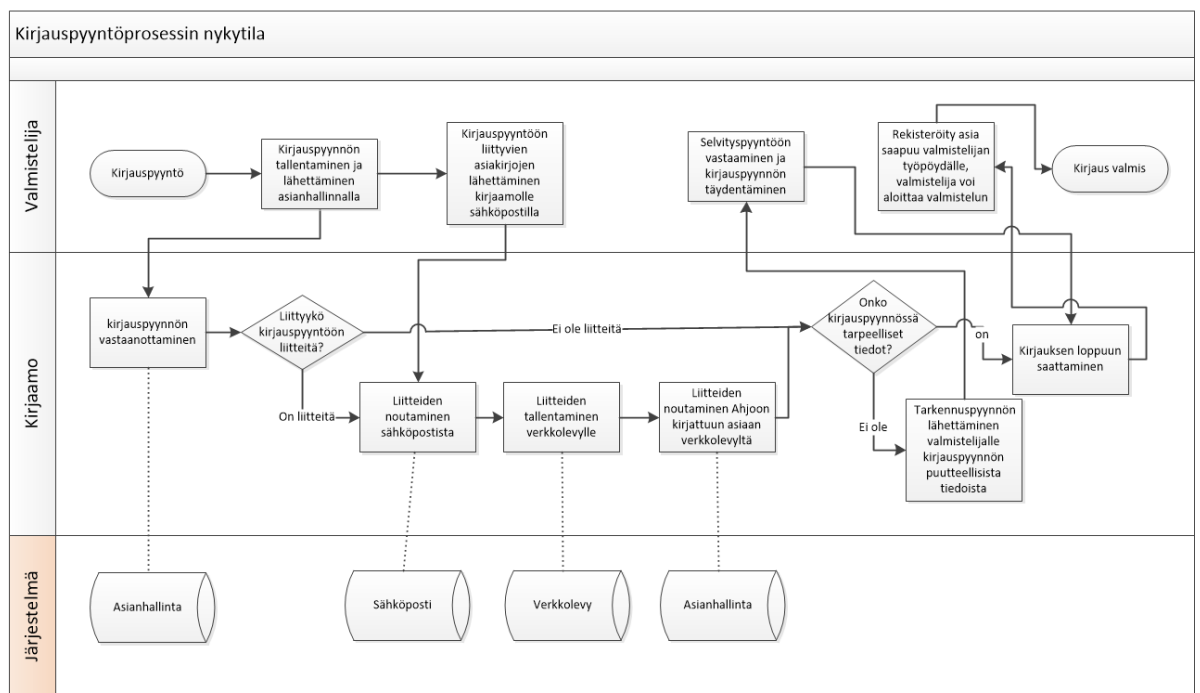 Kirjauspyyntöprosessin nykytila
Valmistelija
Kirjauspyyntö
Kirjauspyynnön
tallentaminen ja
lähettäminen
asianhallinnalla
Kirjauspyyntöön
liittyvien
asiakirjojen
lähettäminen
kirjaamolle
sähköpostilla
Selvityspyyntöön
vastaaminen ja
kirjauspyynnön
täydentäminen
Rekisteröity asia
saapuu valmistelijan
työpöydälle,
valmistelija voi
aloittaa valmistelun
Kirjaus valmis
Kirjaamo
kirjauspyynnön
vastaanottaminen
Liittyykö
kirjauspyyntöön
liitteitä?
Ei ole liitteitä
On liitteitä
Liitteiden
noutaminen
sähköpostista
Liitteiden
tallentaminen
verkkolevylle
Liitteiden
noutaminen Ahjoon
kirjattuun asiaan
verkkolevyltä
Onko
kirjauspyynnössä
tarpeelliset
tiedot?
on
Ei ole
Kirjauksen loppuun
saattaminen
Tarkennuspyynnön
lähettäminen
valmistelijalle
kirjauspyynnön
puutteellisista
tiedoista
Järjestelmä
Asianhallinta
Sähköposti
Verkkolevy
Asianhallinta